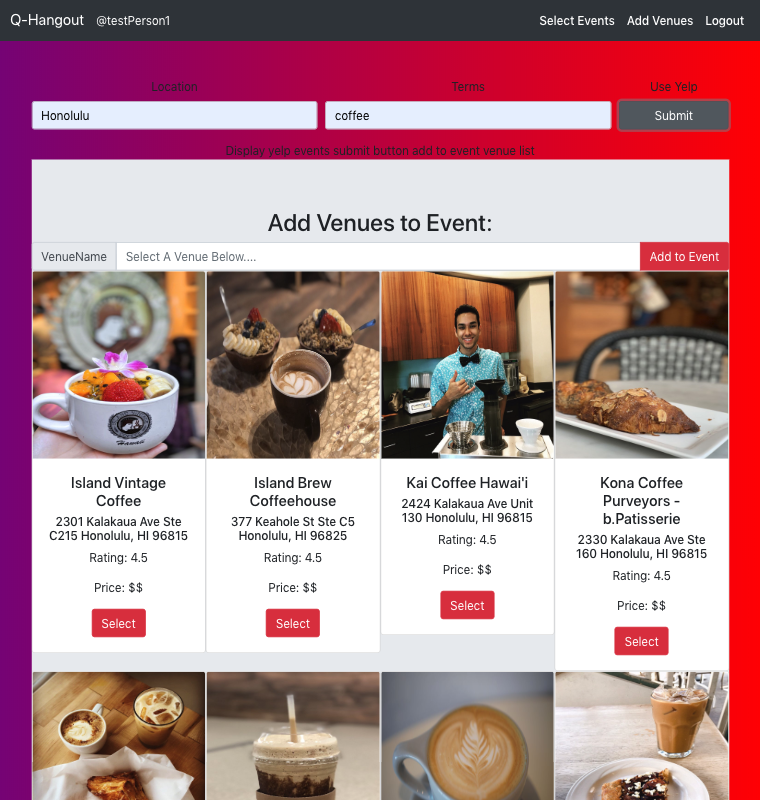 Q-Hangout @testPerson1 Select Events Add Venues Logout
Location Terms Use Yelp
Honolulu coffee Submit
Display yelp events submit button add to event venue list
Add Venues to Event:
VenueName Select A Venue Below.... Add to Event
Hawaii
Island Vintage
Coffee
2301 Kalakaua Ave Ste
C215 Honolulu, HI 96815
Rating: 4.5
Price: $$
Select
Island Brew
Coffeehouse
377 Keahole St Ste C5
Honolulu, HI 96825
Rating: 4.5
Price: $$
Select
Kai Coffee Hawai'i
2424 Kalakaua Ave Unit
130 Honolulu, HI 96815
Rating: 4.5
Price: $$
Select
Kona Coffee
Purveyors -
b.Patisserie
2330 Kalakaua Ave Ste
160 Honolulu, HI 96815
Rating: 4.5
Price: $$
Select